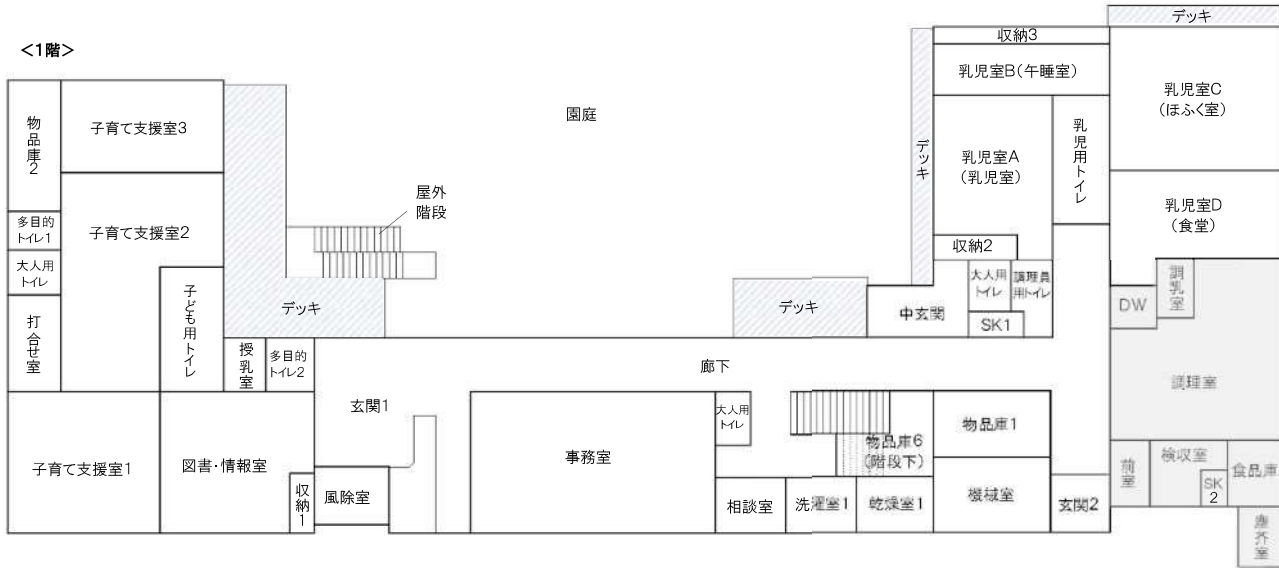 <1階>
デッキ
収納3
乳児室B(午睡室)
乳児室C
(ほふく室)
物品庫2
子育て支援室3
園庭
デッキ
乳児室A
(乳児室)
乳児用トイレ
屋外
階段
多目的
トイレ1
子育て支援室2
乳児室D
(食堂)
収納2
大人用
トイレ
子ども用トイレ
大人用
トイレ
調理員
用トイレ
調乳室
デッキ
デッキ
中玄関
SK1
DW
打合せ室
授乳室
多目的
トイレ2
廊下
調理室
玄関1
大人用
トイレ
物品庫1
物品庫6
(階段下)
子育て支援室1
図書・情報室
事務室
前室
検収室
食品庫
収納1
風除室
相談室
洗濯室1
乾燥室1
機械室
玄関2
SK
2
塵芥室